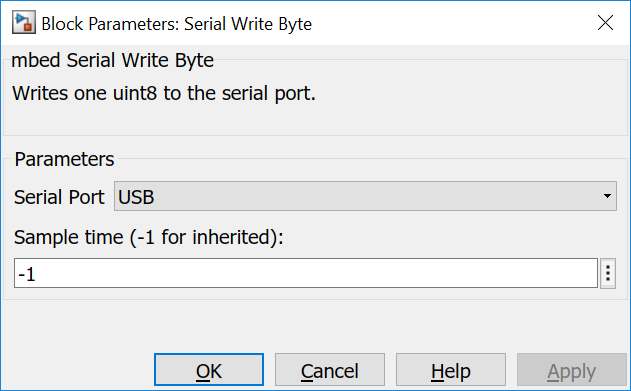 Block Parameters: Serial Write Byte
mbed Serial Write Byte
Writes one uint8 to the serial port.
Parameters
Serial Port USB
Sample time (-1 for inherited):
-1
OK Cancel Help Apply